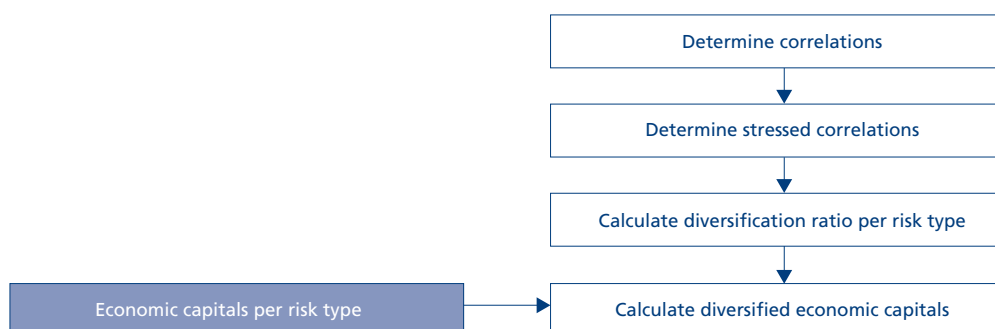 Determine correlations
Determine stressed correlations
Calculate diversification ratio per risk type
Economic capitals per risk type
Calculate diversified economic capitals